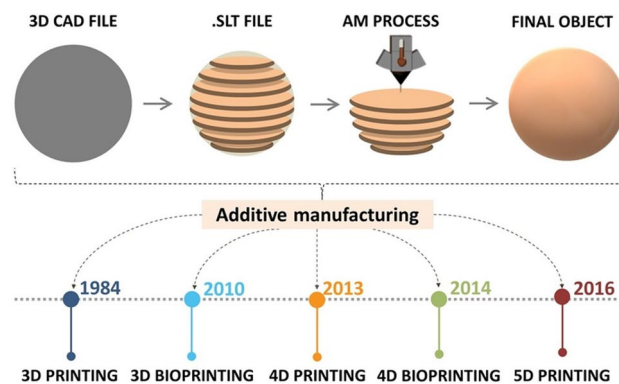 3D CAD FILE
.SLT FILE
AM PROCESS
FINAL OBJECT
Additive manufacturing
1984
2010
2013
2014
2016
3D PRINTING
3D BIOPRINTING
4D PRINTING
4D BIOPRINTING
5D PRINTING